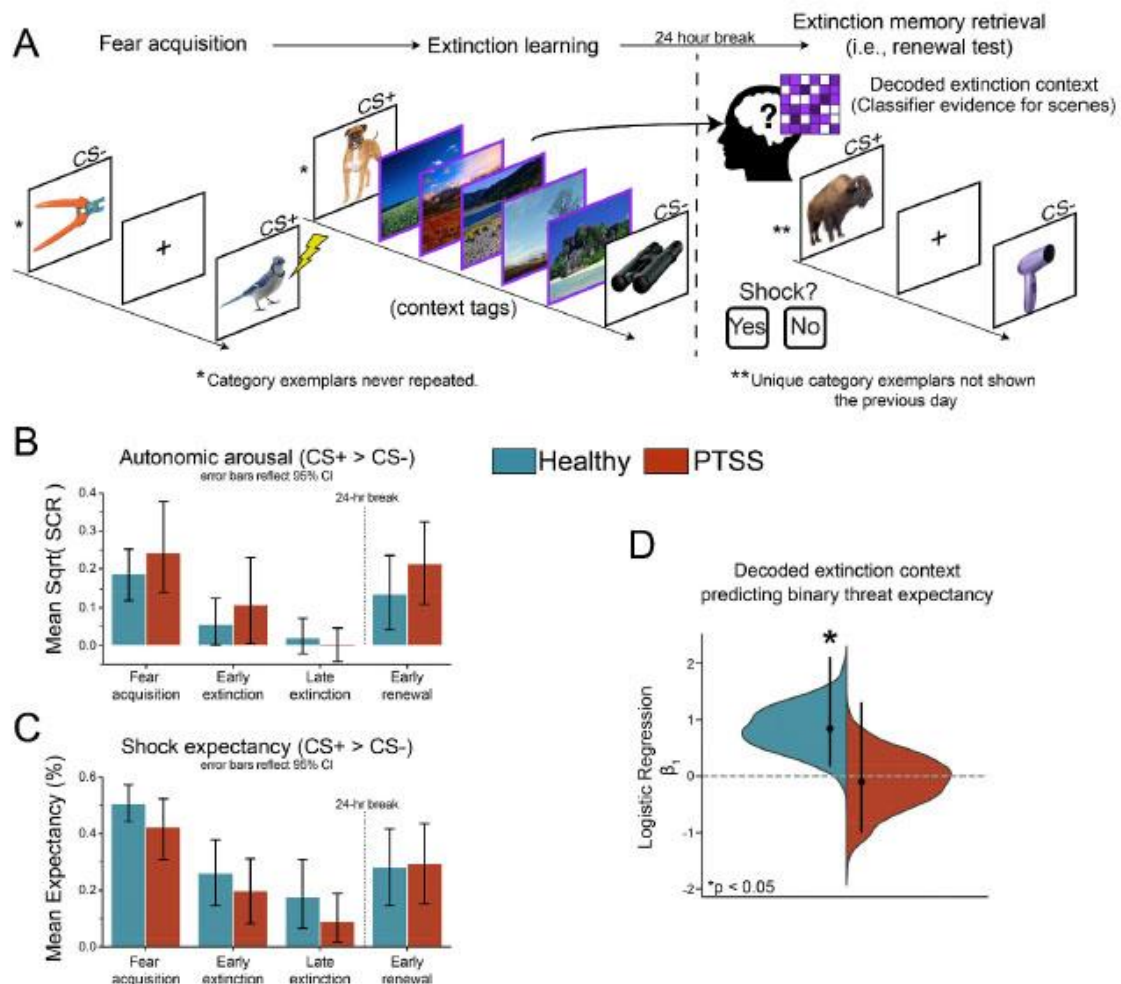 A
Fear acquisition
Extinction learning
24 hour break
Extinction memory retrieval
(i.e., renewal test)
Decoded extinction context
(Classifier evidence for scenes)
?
CS-
*
+
CS+
CS+
*
(context tags)
CS-
CS+
**
+
CS-
Shock?
Yes No
* Category exemplars never repeated.
** Unique category exemplars not shown
the previous day
B
Autonomic arousal (CS+ > CS-)
error bars reflect 95% CI
Healthy PTSS
24-hr break
Mean Sqrt( SCR )
0.4
0.3
0.2
0.1
0.0
Fear
acquisition
Early
extinction
Late
extinction
Early
renewal
C
Shock expectancy (CS+ > CS-)
error bars reflect 95% CI
24-hr break
Mean Expectancy (%)
0.6
0.4
0.2
0.0
Fear
acquisition
Early
extinction
Late
extinction
Early
renewal
D
Decoded extinction context
predicting binary threat expectancy
*
Logistic Regression
β1
2
1
0
-1
-2
*p < 0.05